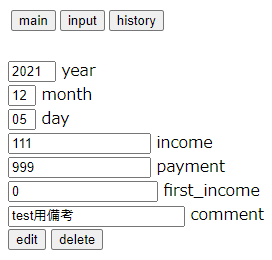 main input history
2021 year
12 month
05 day
111 income
999 payment
0 first_income
test用備考 comment
edit delete